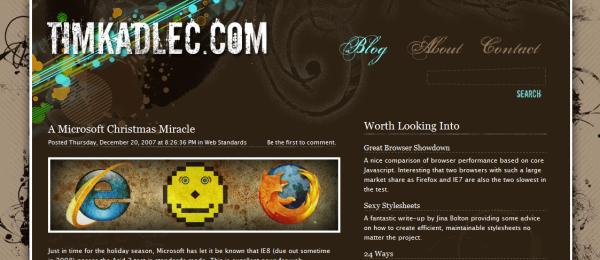 TIMKADLEC.COM
Blog About Contact
SEARCH
A Microsoft Christmas Miracle
Posted Thursday, December 20, 2007 at 8:26:36 PM in Web Standards
Be the first to comment.
Just in time for the holiday season, Microsoft has let it be known that IE8 (due out sometime
Worth Looking Into
Great Browser Showdown
A nice comparison of browser performance based on core
Javascript. Interesting that two browsers with such a large
market share as Firefox and IE7 are also the two slowest in
the test.
Sexy Stylesheets
A fantastic write-up by Jina Bolton providing some advice
on how to create efficient, maintainable stylesheets no
matter the project.
24 Ways